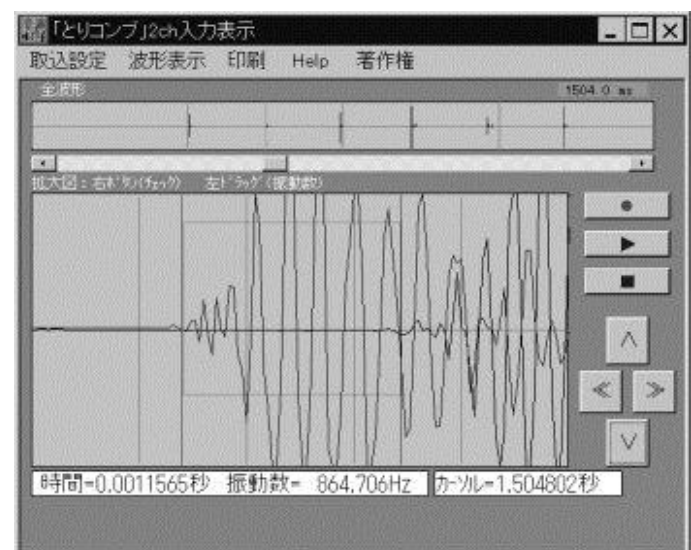 「とりコンブ」2ch入力表示
取込設定 波形表示 印刷 Help 著作権
全波形 1504.0 ms
拡大図:右ボタン(チェック) 左ドラッグ(振動数)
時間=0.0011565秒 振動数= 864.706Hz カーソル=1.504802秒